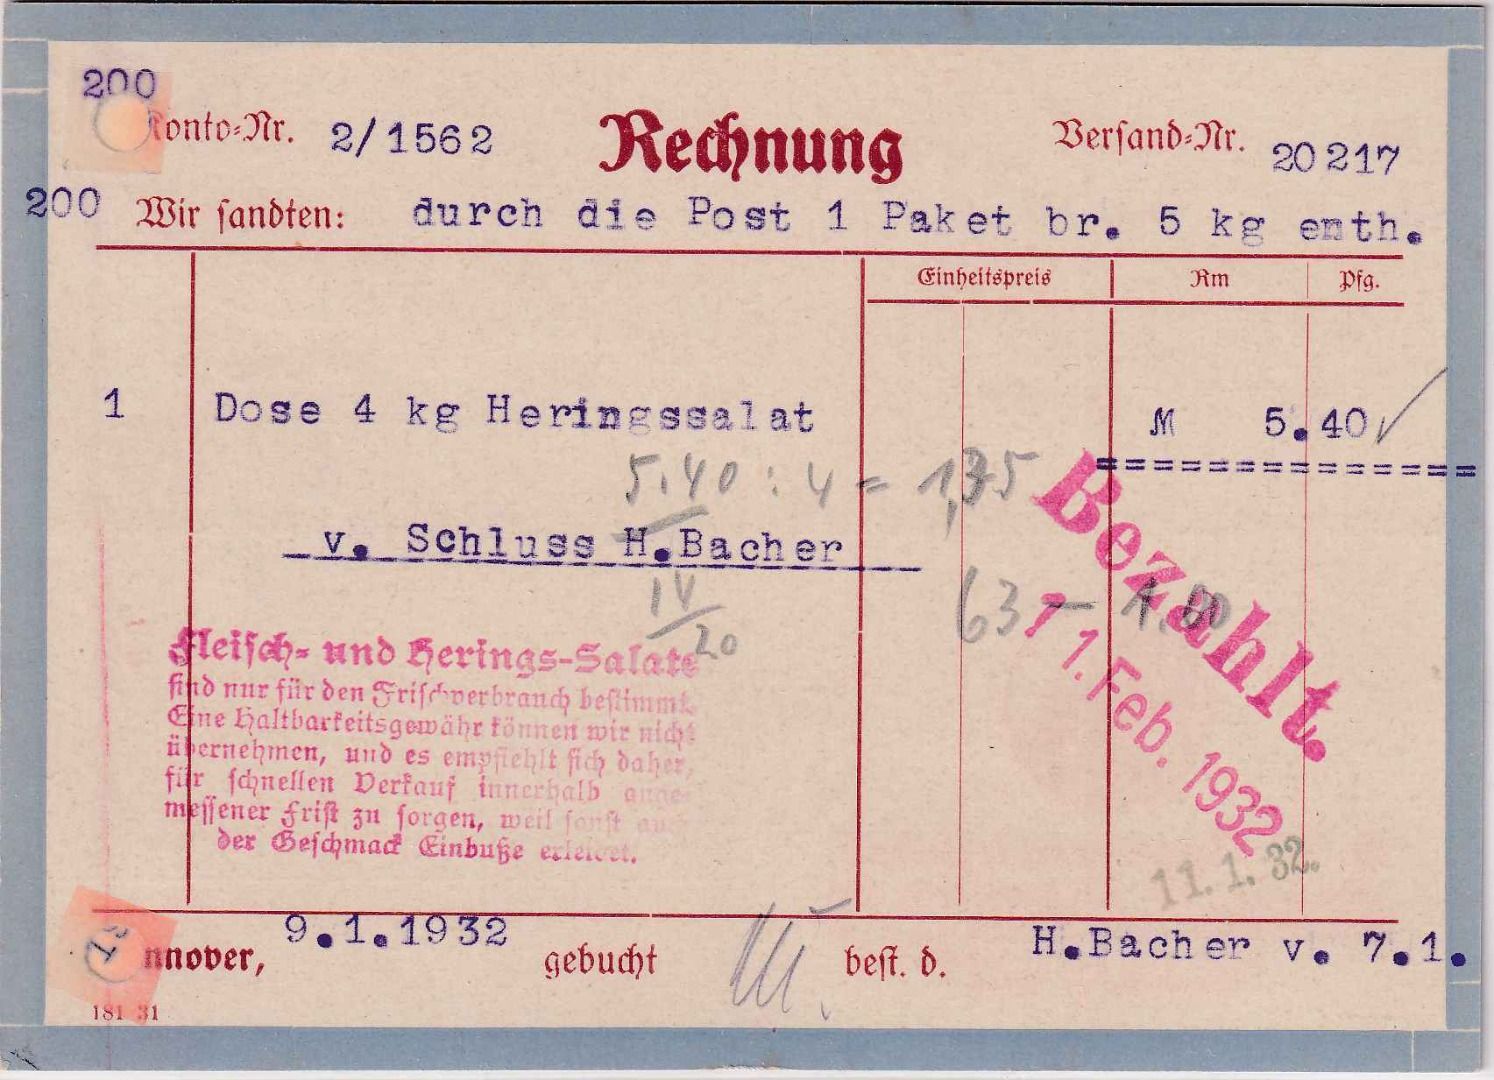 200
Konto-Nr. 2/1562 Rechnung Versand-Nr. 20217
200 Wir sandten: durch die Post 1 Paket br. 5 kg enth.
Einheitspreis Rm Pfg.
1 Dose 4 kg Heringssalat M 5.40
==============
5.40 : 4 = 1,35
v. Schluss H.Bacher
Bezahlt.
11. Feb. 1932
63
20
Fleisch- und Herings-Salate
sind nur für den Frischverbrauch bestimmt.
Eine Haltbarkeitsgewähr können wir nicht
übernehmen, und es empfiehlt sich daher,
für schnellen Verkauf innerhalb ange-
messener Frist zu sorgen, weil sonst
der Geschmack Einbuße erleidet.
11. 1. 32.
nnover, 9.1.1932 gebucht best. d. H.Bacher v. 7.1.
181 31